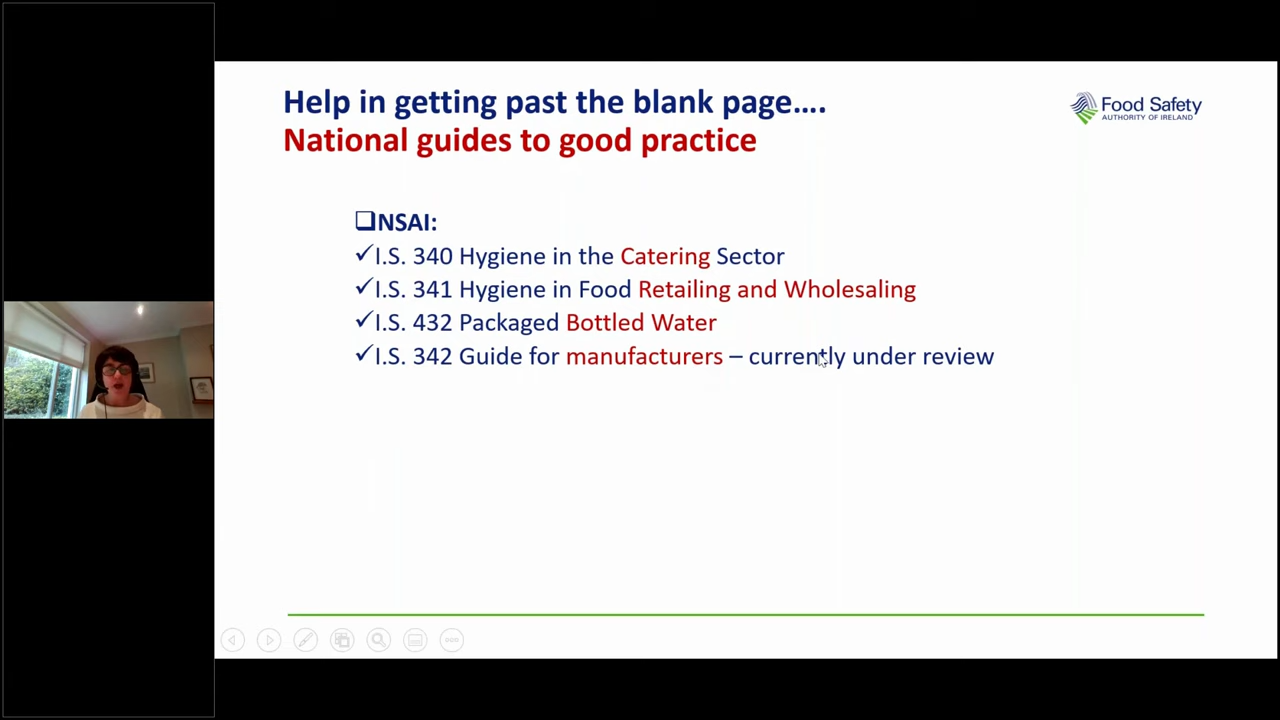 Help in getting past the blank page....
National guides to good practice
Food Safety
AUTHORITY OF IRELAND
NSAI:
I.S. 340 Hygiene in the Catering Sector
I.S. 341 Hygiene in Food Retailing and Wholesaling
I.S. 432 Packaged Bottled Water
I.S. 342 Guide for manufacturers – currently under review